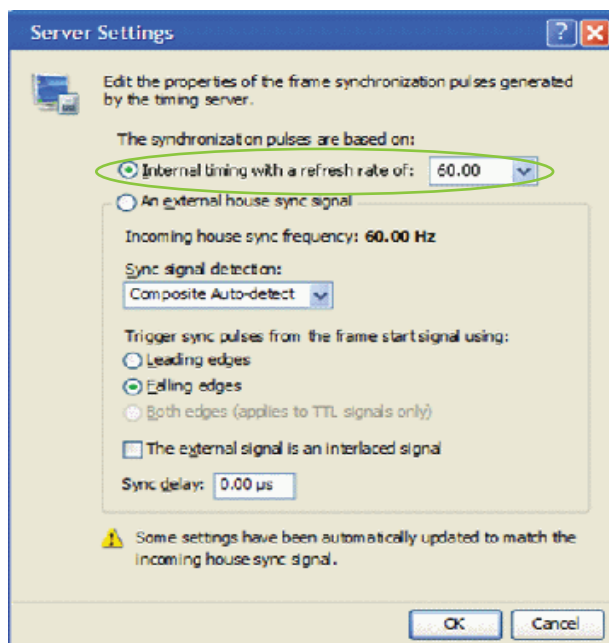 Server Settings
Edit the properties of the frame synchronization pulses generated
by the timing server.
The synchronization pulses are based on:
Internal timing with a refresh rate of: 60.00
An external house sync signal
Incoming house sync frequency: 60.00 Hz
Sync signal detection:
Composite Auto-detect
Trigger sync pulses from the frame start signal using:
Leading edges
Falling edges
Both edges (applies to TTL signals only)
The external signal is an interlaced signal
Sync delay: 0.00 µs
Some settings have been automatically updated to match the
incoming house sync signal.
OK Cancel